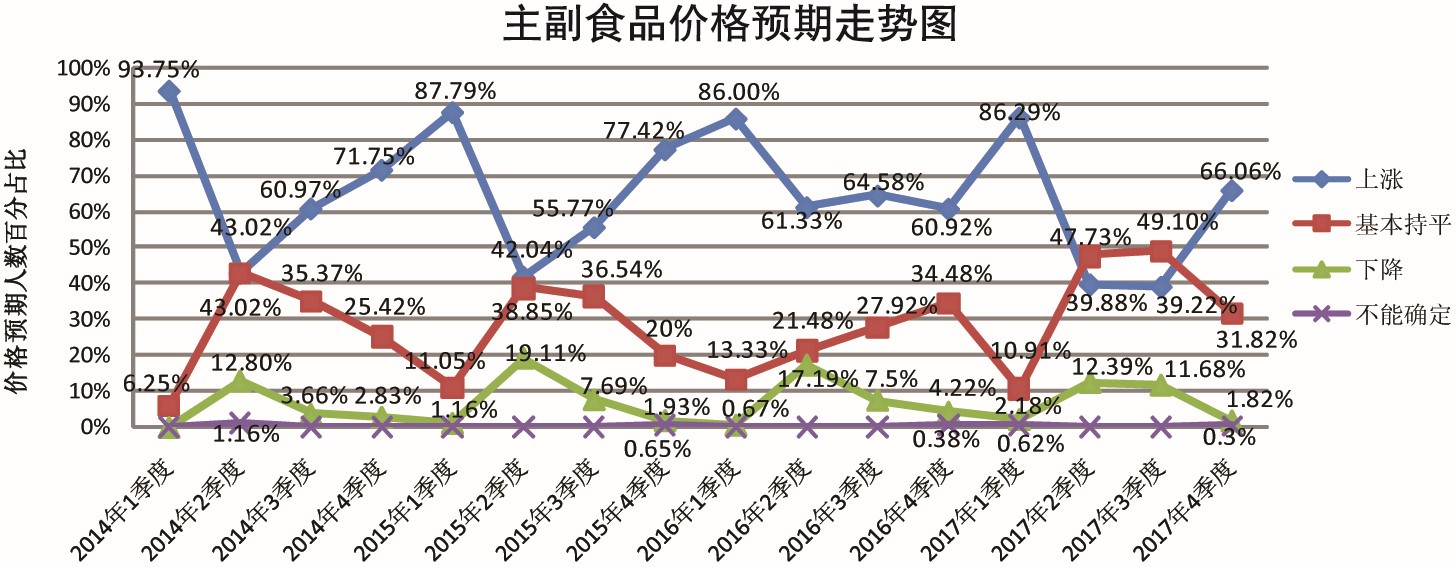 主副食品价格预期走势图
价格预期人数百分占比
100%
90%
80%
70%
60%
50%
40%
30%
20%
10%
0%
93.75%
43.02%
60.97%
71.75%
87.79%
42.04%
55.77%
77.42%
86.00%
61.33%
64.58%
60.92%
86.29%
39.88%
39.22%
66.06%
6.25%
43.02%
35.37%
25.42%
11.05%
38.85%
36.54%
20%
13.33%
21.48%
27.92%
34.48%
10.91%
47.73%
49.10%
31.82%
12.80%
3.66%
2.83%
1.16%
19.11%
7.69%
1.93%
0.67%
17.19%
7.5%
4.22%
2.18%
12.39%
11.68%
1.82%
1.16%
0.65%
0.38%
0.62%
0.3%
2014年1季度
2014年2季度
2014年3季度
2014年4季度
2015年1季度
2015年2季度
2015年3季度
2015年4季度
2016年1季度
2016年2季度
2016年3季度
2016年4季度
2017年1季度
2017年2季度
2017年3季度
2017年4季度
上涨
基本持平
下降
不能确定